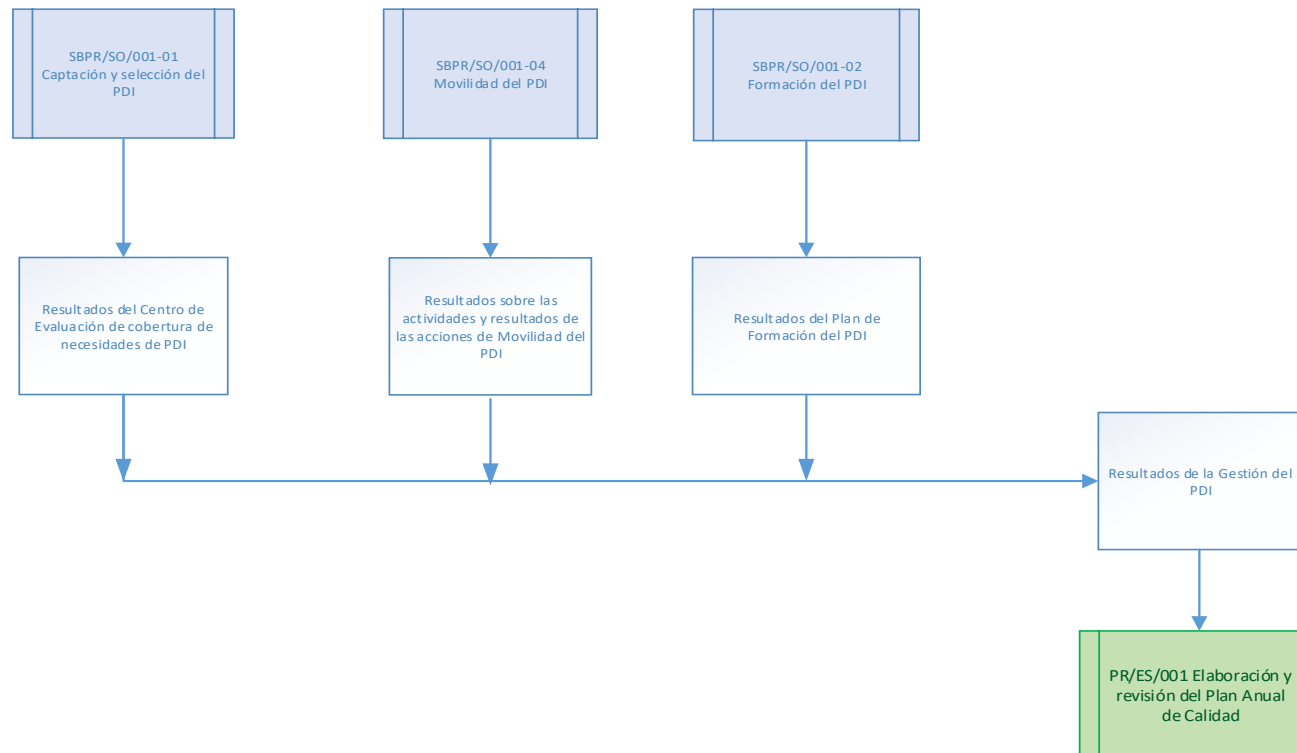 SBPR/SO/001-01
Captación y selección del
PDI
SBPR/SO/001-04
Movilidad del PDI
SBPR/SO/001-02
Formación del PDI
Resultados del Centro de
Evaluación de cobertura de
necesidades de PDI
Resultados sobre las
actividades y resultados de
las acciones de Movilidad del
PDI
Resultados del Plan de
Formación del PDI
Resultados de la Gestión del
PDI
PR/ES/001 Elaboración y
revisión del Plan Anual
de Calidad